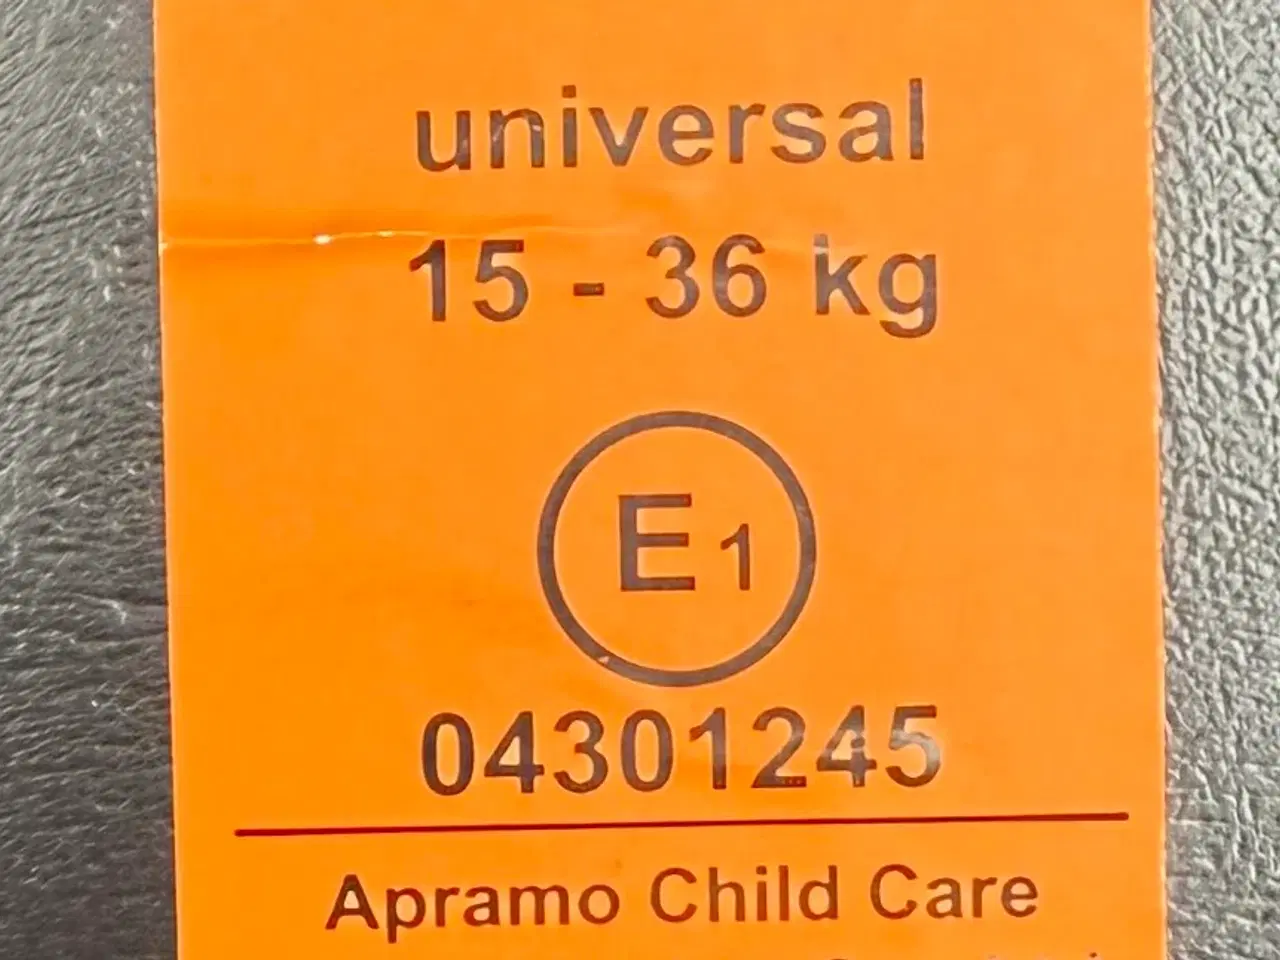 universal
15 - 36 kg
E1
04301245
Apramo Child Care